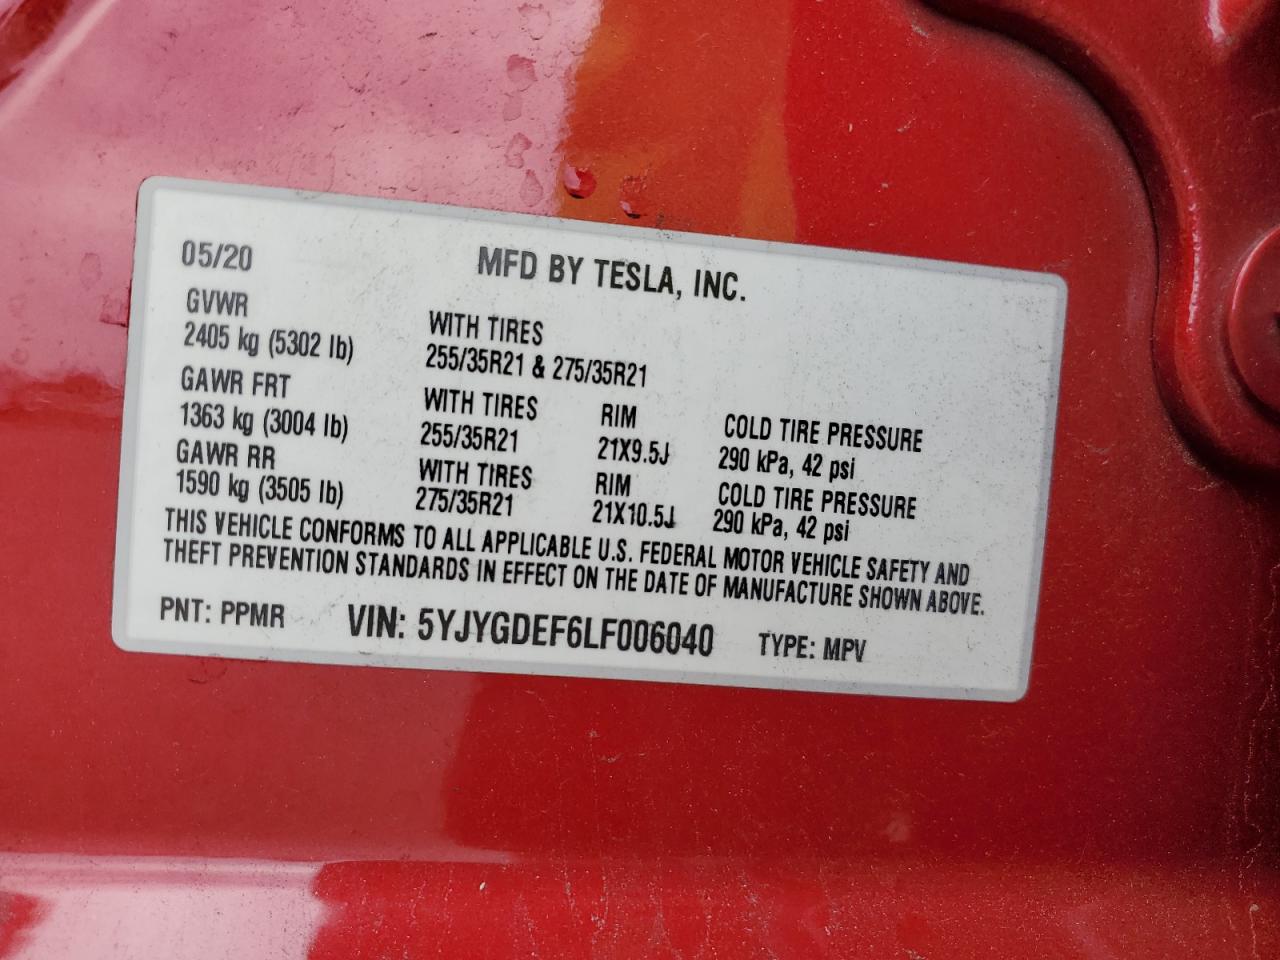 05/20 MFD BY TESLA, INC.
GVWR
2405 kg (5302 lb)
WITH TIRES
255/35R21 & 275/35R21
GAWR FRT
1363 kg (3004 lb)
WITH TIRES
255/35R21
RIM
21X9.5J
COLD TIRE PRESSURE
290 kPa, 42 psi
GAWR RR
1590 kg (3505 lb)
WITH TIRES
275/35R21
RIM
21X10.5J
COLD TIRE PRESSURE
290 kPa, 42 psi
THIS VEHICLE CONFORMS TO ALL APPLICABLE U.S. FEDERAL MOTOR VEHICLE SAFETY AND
THEFT PREVENTION STANDARDS IN EFFECT ON THE DATE OF MANUFACTURE SHOWN ABOVE.
PNT: PPMR VIN: 5YJYGDEF6LF006040 TYPE: MPV